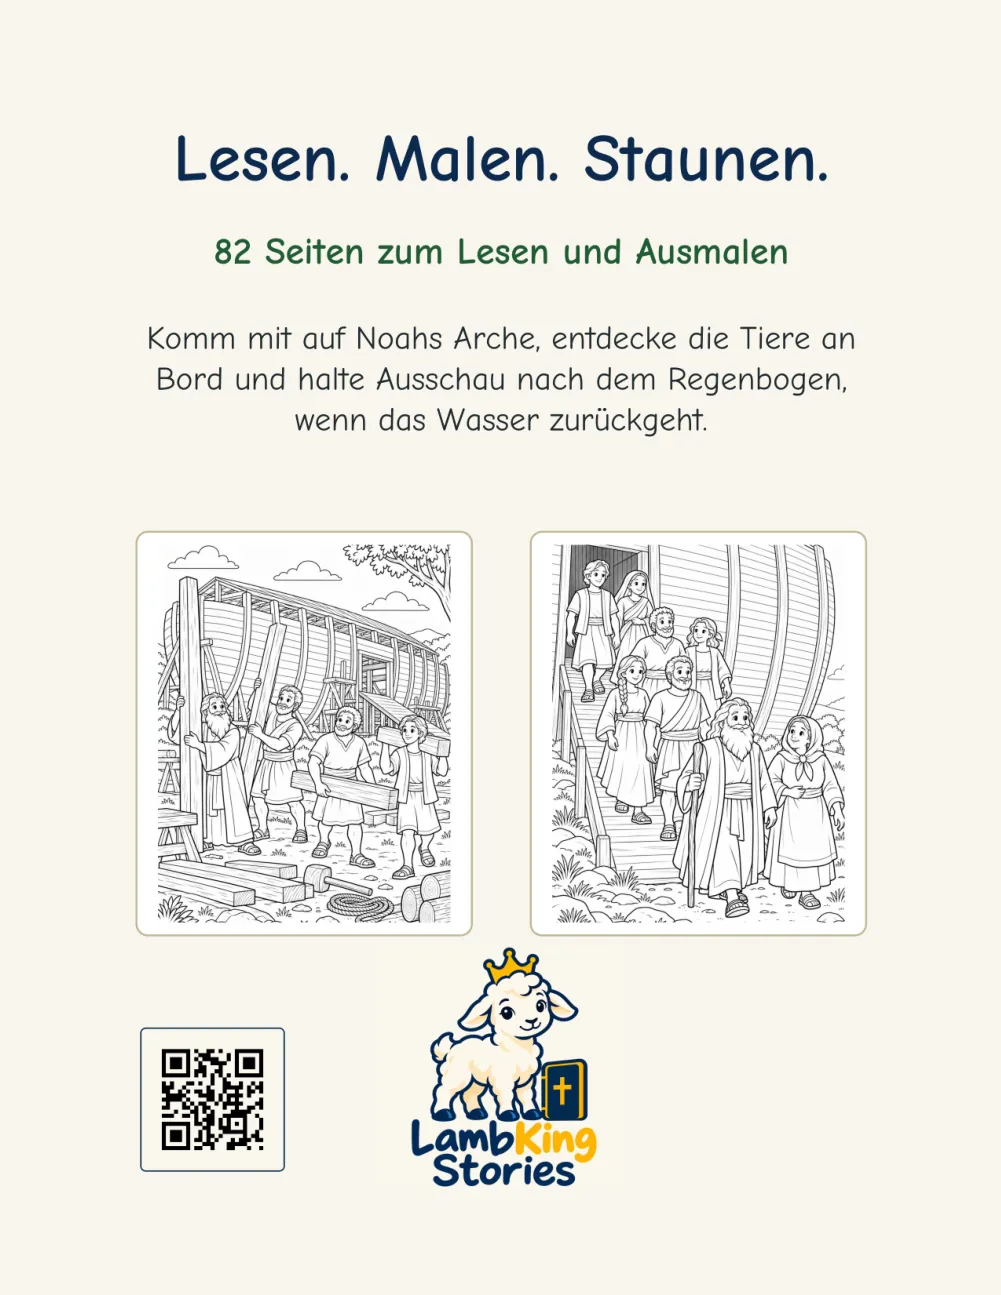 Lesen. Malen. Staunen.
82 Seiten zum Lesen und Ausmalen
Komm mit auf Noahs Arche, entdecke die Tiere an
Bord und halte Ausschau nach dem Regenbogen,
wenn das Wasser zurückgeht.
LambKing
Stories